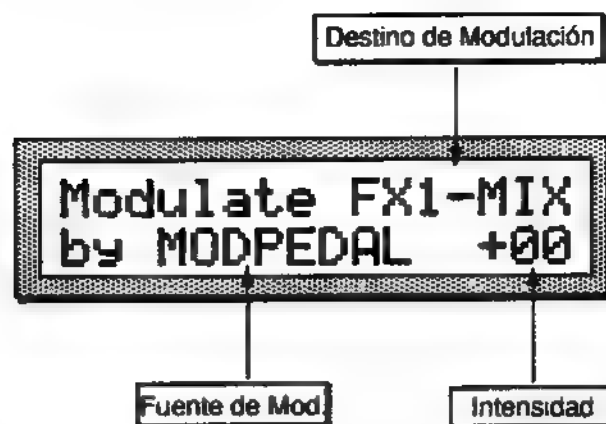 Destino de Modulación
Modulate FX1-MIX
by MODPEDAL +00
Fuente de Mod.
Intensidad